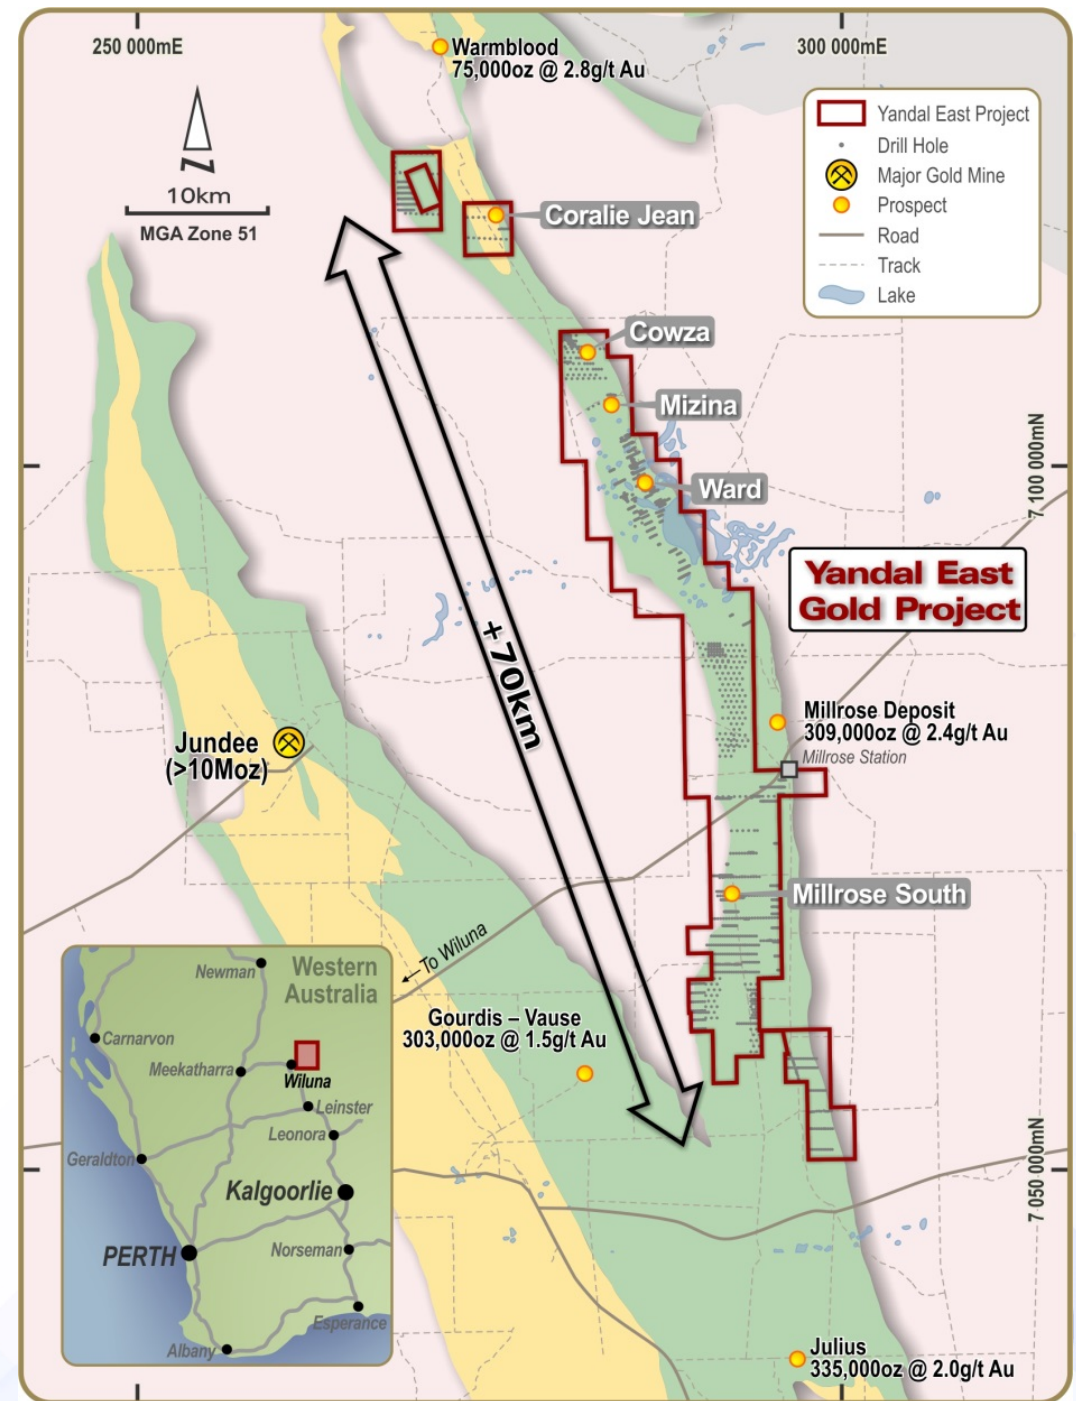 250 000mE
300 000mE
Warmblood
75,000oz @ 2.8g/t Au
N
10km
MGA Zone 51
Yandal East Project
Drill Hole
Major Gold Mine
Prospect
Road
Track
Lake
Coralie Jean
Cowza
Mizina
Ward
7 100 000mN
Yandal East
Gold Project
+70km
Millrose Deposit
309,000oz @ 2.4g/t Au
Millrose Station
Jundee
(>10Moz)
Millrose South
To Wiluna
Gourdis – Vause
303,000oz @ 1.5g/t Au
7 050 000mN
Julius
335,000oz @ 2.0g/t Au
Western
Australia
Newman
Carnarvon
Meekatharra
Wiluna
Leinster
Leonora
Geraldton
Kalgoorlie
PERTH
Norseman
Esperance
Albany